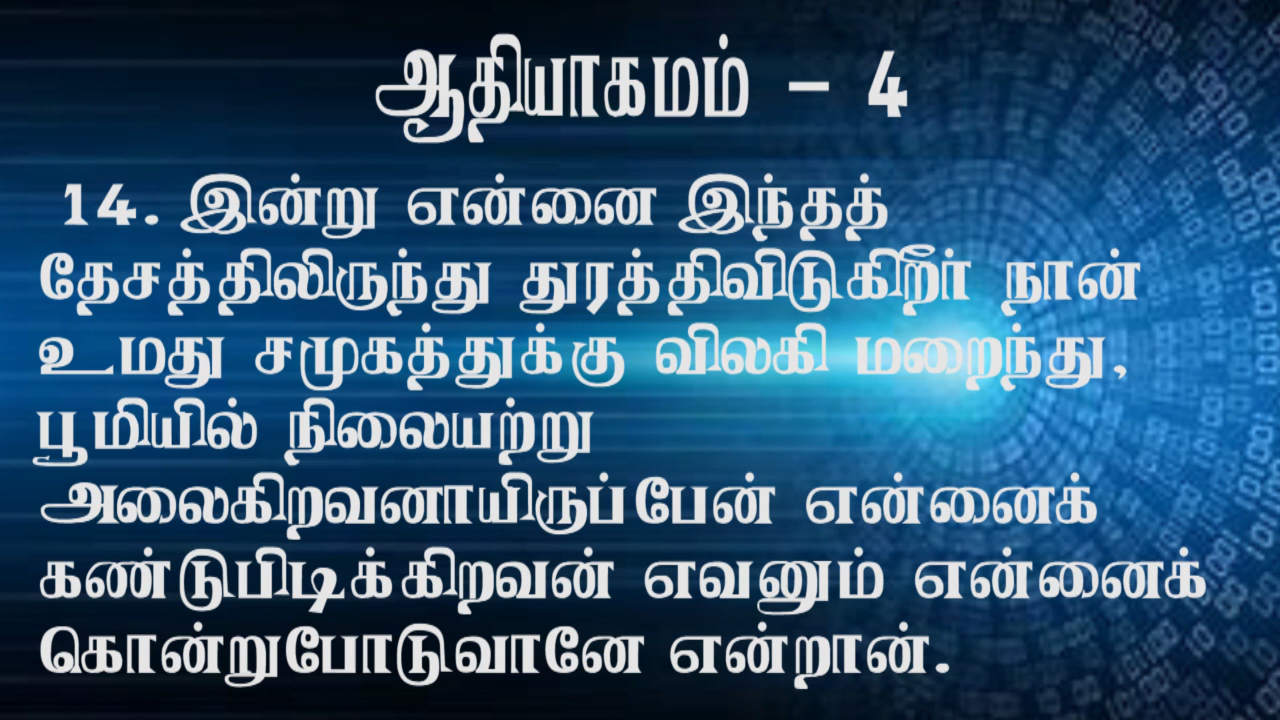 ஆதியாகமம் - 4
14. இன்று என்னை இந்தத்
தேசத்திலிருந்து துரத்திவிடுகிறீர் நான்
உமது சமுகத்துக்கு விலகி மறைந்து,
பூமியில் நிலையற்று
அலைகிறவனாயிருப்பேன் என்னைக்
கண்டுபிடிக்கிறவன் எவனும் என்னைக்
கொன்றுபோடுவானே என்றான்.